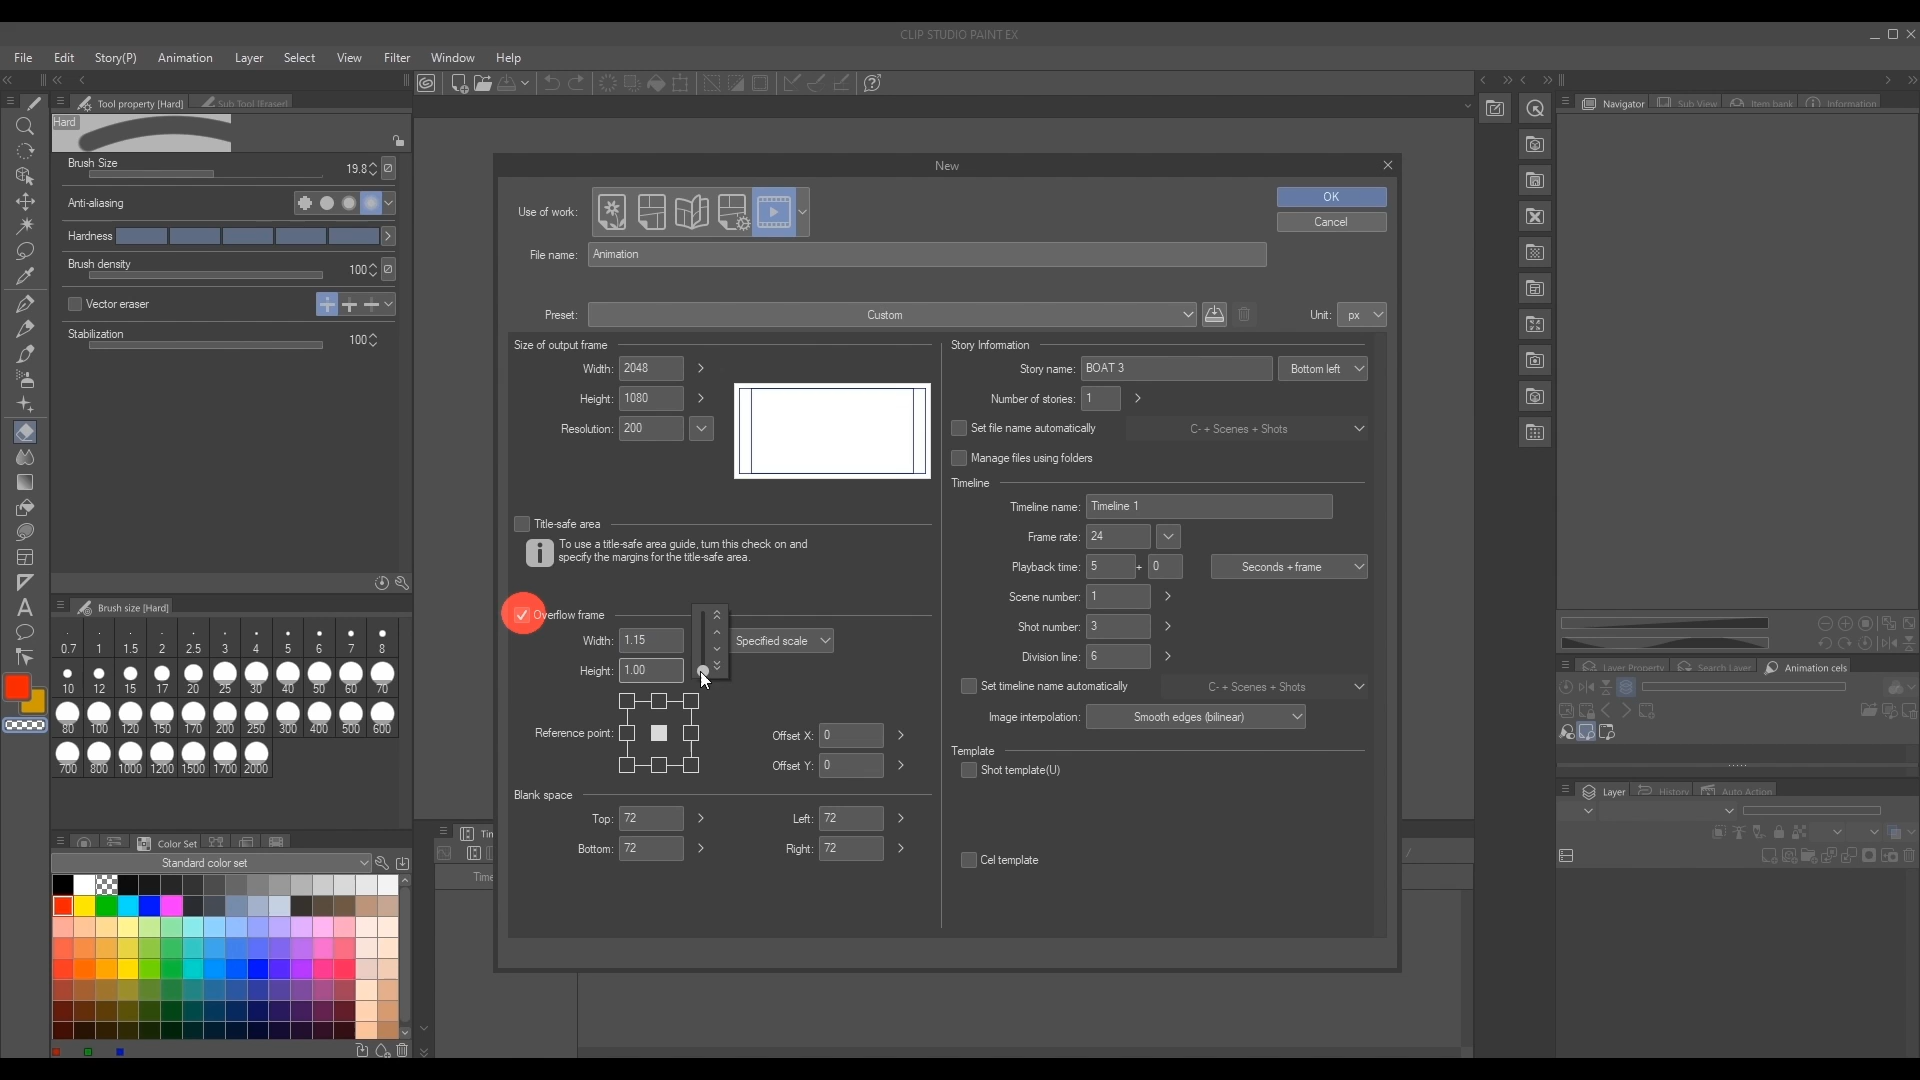 CLIP STUDIO PAINT EX
File Edit Story(P) Animation Layer Select View Filter Window Help
Tool property [Hard] Sub Tool [Eraser]
Navigator Sub View Item bank Information
Hard
Brush Size 19.8
Anti-aliasing
Hardness
Brush density 100
Vector eraser
Stabilization 100
New
Use of work:
OK
Cancel
File name: Animation
Preset: Custom Unit: px
Size of output frame
Width: 2048
Height: 1080
Resolution: 200
Title-safe area
To use a title-safe area guide, turn this check on and
specify the margins for the title-safe area.
Overflow frame
Width: 1.15 Specified scale
Height: 1.00
Reference point:
Offset X: 0
Offset Y: 0
Blank space
Top: 72 Left: 72
Bottom: 72 Right: 72
Story Information
Story name: BOAT 3 Bottom left
Number of stories: 1
Set file name automatically C- + Scenes + Shots
Manage files using folders
Timeline
Timeline name: Timeline 1
Frame rate: 24
Playback time: 5 + 0 Seconds + frame
Scene number: 1
Shot number: 3
Division line: 6
Set timeline name automatically C- + Scenes + Shots
Image interpolation: Smooth edges (bilinear)
Template
Shot template(U)
Cel template
Brush size [Hard]
0.7 1 1.5 2 2.5 3 4 5 6 7 8
10 12 15 17 20 25 30 40 50 60 70
80 100 120 150 170 200 250 300 400 500 600
700 800 1000 1200 1500 1700 2000
Color Set
Standard color set
Tim
Time
/
Layer Property Search Layer Animation cels
Layer History Auto Action